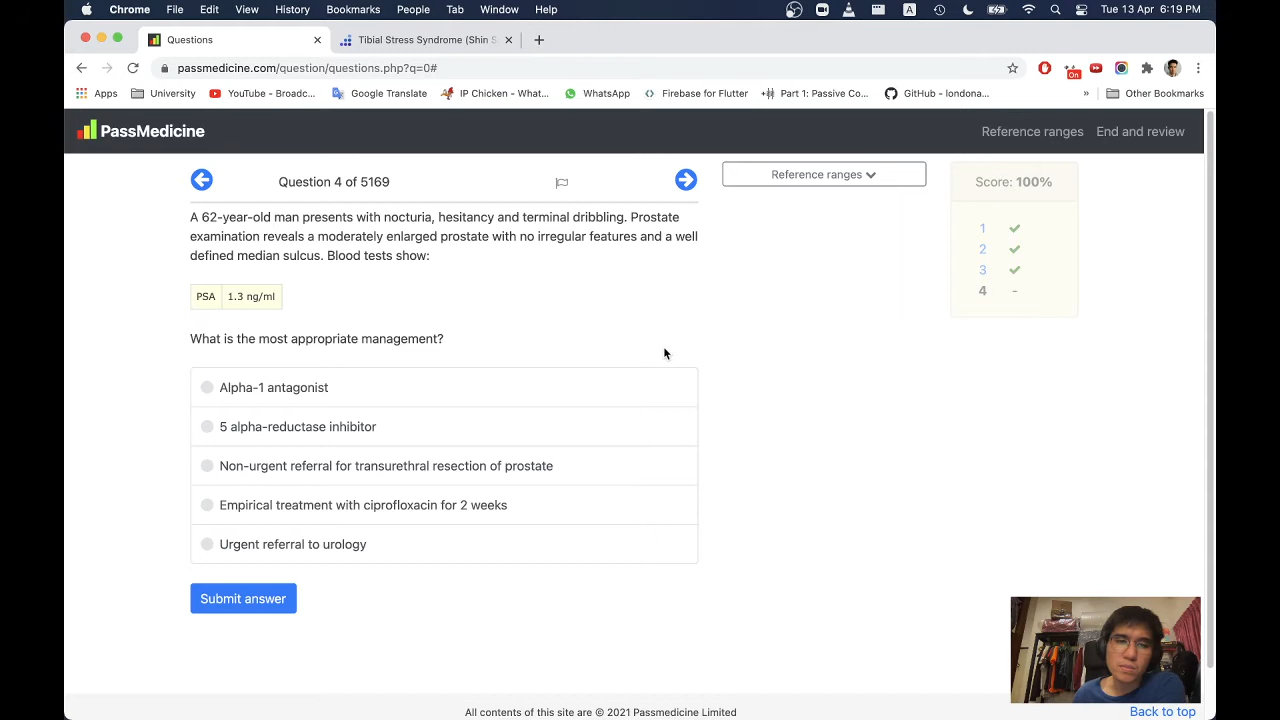 Chrome File Edit View History Bookmarks People Tab Window Help
A
Tue 13 Apr 6:19 PM
Questions
Tibial Stress Syndrome (Shin S
passmedicine.com/question/questions.php?q=0#
On
Apps
University
YouTube - Broadc...
Google Translate
IP Chicken - What...
WhatsApp
Firebase for Flutter
Part 1: Passive Co...
GitHub - londona...
»
Other Bookmarks
PassMedicine
Reference ranges
End and review
Question 4 of 5169
Reference ranges
Score: 100%
1
2
3
4 -
A 62-year-old man presents with nocturia, hesitancy and terminal dribbling. Prostate
examination reveals a moderately enlarged prostate with no irregular features and a well
defined median sulcus. Blood tests show:
PSA 1.3 ng/ml
What is the most appropriate management?
Alpha-1 antagonist
5 alpha-reductase inhibitor
Non-urgent referral for transurethral resection of prostate
Empirical treatment with ciprofloxacin for 2 weeks
Urgent referral to urology
Submit answer
All contents of this site are © 2021 Passmedicine Limited
Back to top